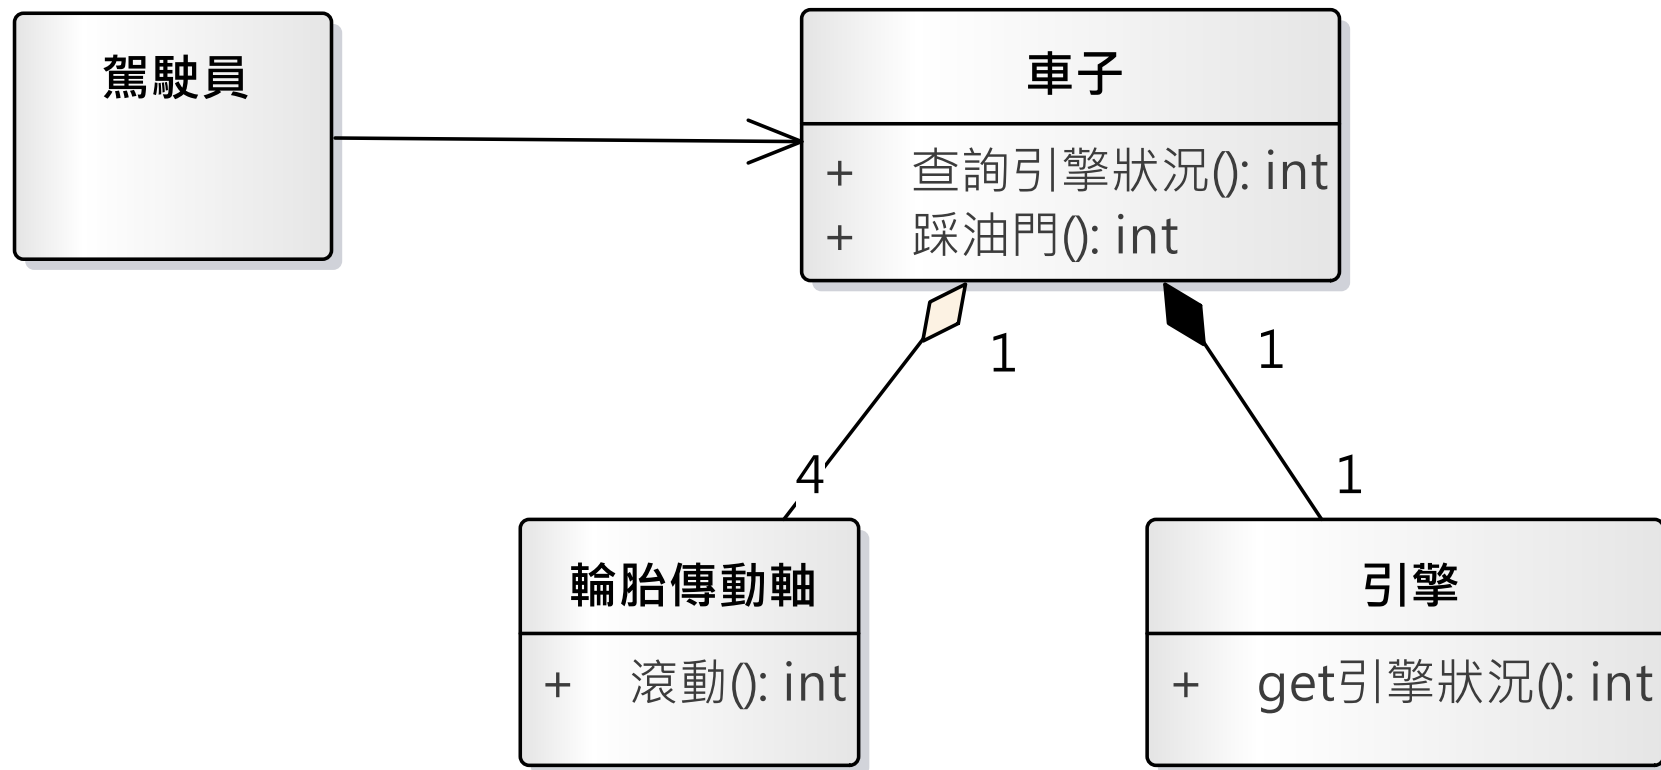 駕駛員
車子
+ 查詢引擎狀況(): int
+ 踩油門(): int
1
1
4
1
輪胎傳動軸
+ 滾動(): int
引擎
+ get引擎狀況(): int